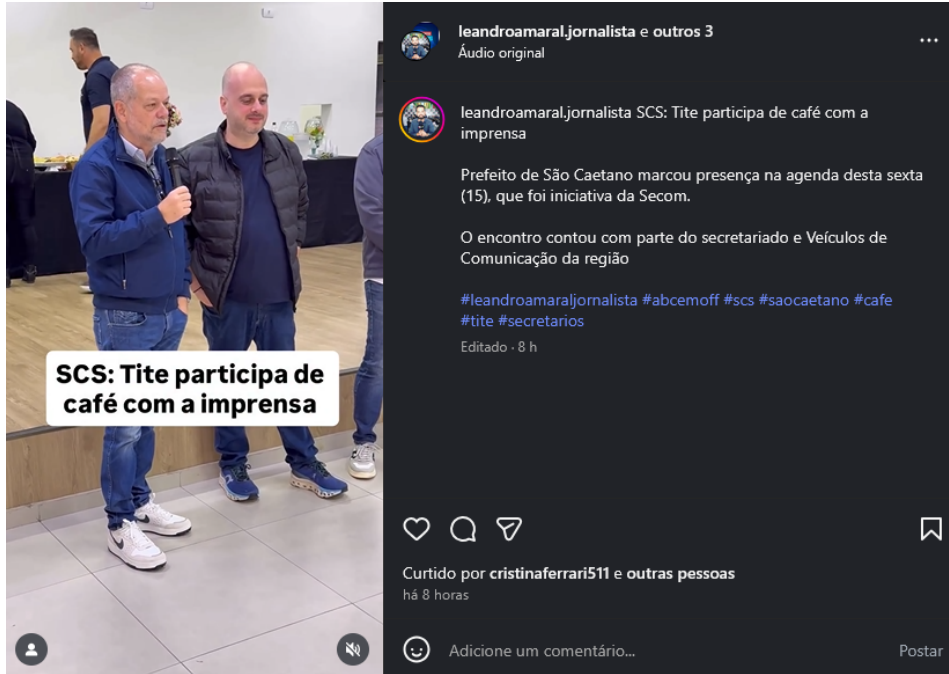 leandroamaral.jornalista e outros 3
Áudio original
leandroamaral.jornalista SCS: Tite participa de café com a
imprensa
Prefeito de São Caetano marcou presença na agenda desta sexta
(15), que foi iniciativa da Secom.
O encontro contou com parte do secretariado e Veículos de
Comunicação da região
#leandroamaraljornalista #abcemoff #scs #saocaetano #cafe
#tite #secretarios
Editado · 8 h
SCS: Tite participa de
café com a imprensa
Curtido por cristinaferrari511 e outras pessoas
há 8 horas
Adicione um comentário...
Postar